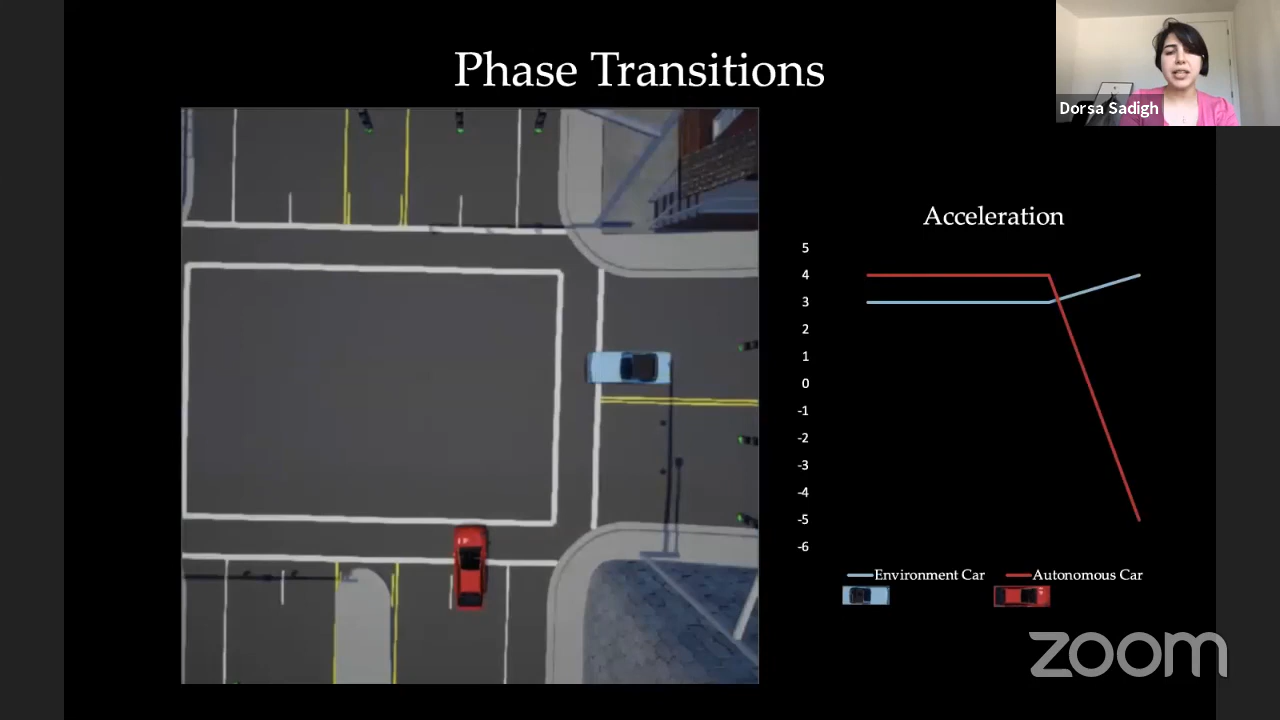 Phase Transitions
Dorsa Sadigh
Acceleration
5
4
3
2
1
0
-1
-2
-3
-4
-5
-6
Environment Car
Autonomous Car
zoom